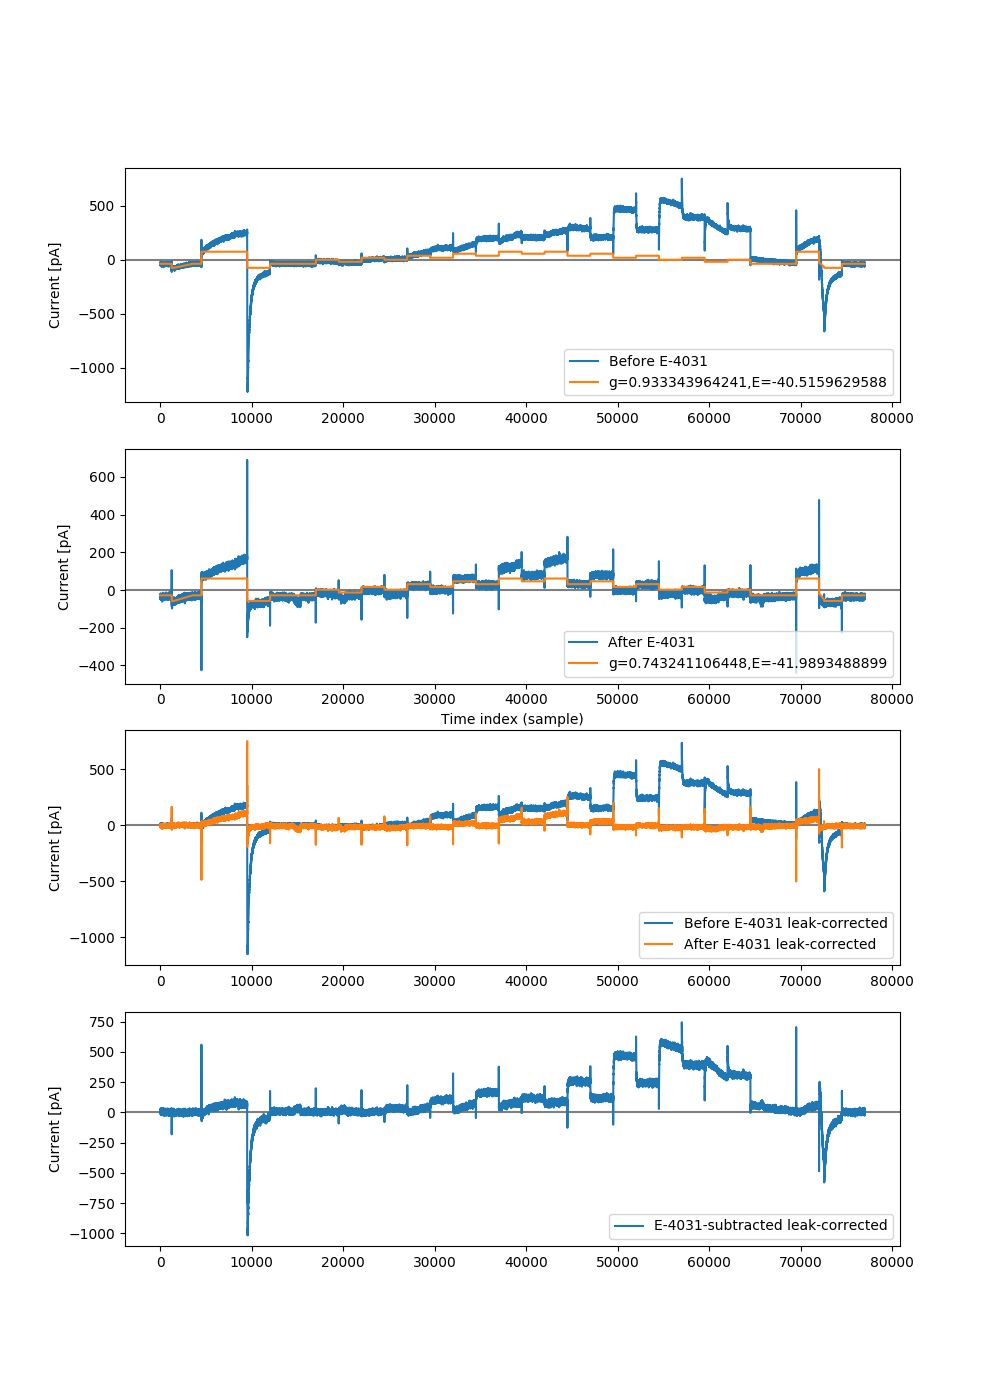 500
0
−500
−1000
Current [pA]
Before E-4031
g=0.933343964241,E=-40.5159629588
0 10000 20000 30000 40000 50000 60000 70000 80000
600
400
200
0
−200
−400
Current [pA]
After E-4031
g=0.743241106448,E=-41.9893488899
0 10000 20000 30000 40000 50000 60000 70000 80000
Time index (sample)
500
0
−500
−1000
Current [pA]
Before E-4031 leak-corrected
After E-4031 leak-corrected
0 10000 20000 30000 40000 50000 60000 70000 80000
750
500
250
0
−250
−500
−750
−1000
Current [pA]
E-4031-subtracted leak-corrected
0 10000 20000 30000 40000 50000 60000 70000 80000